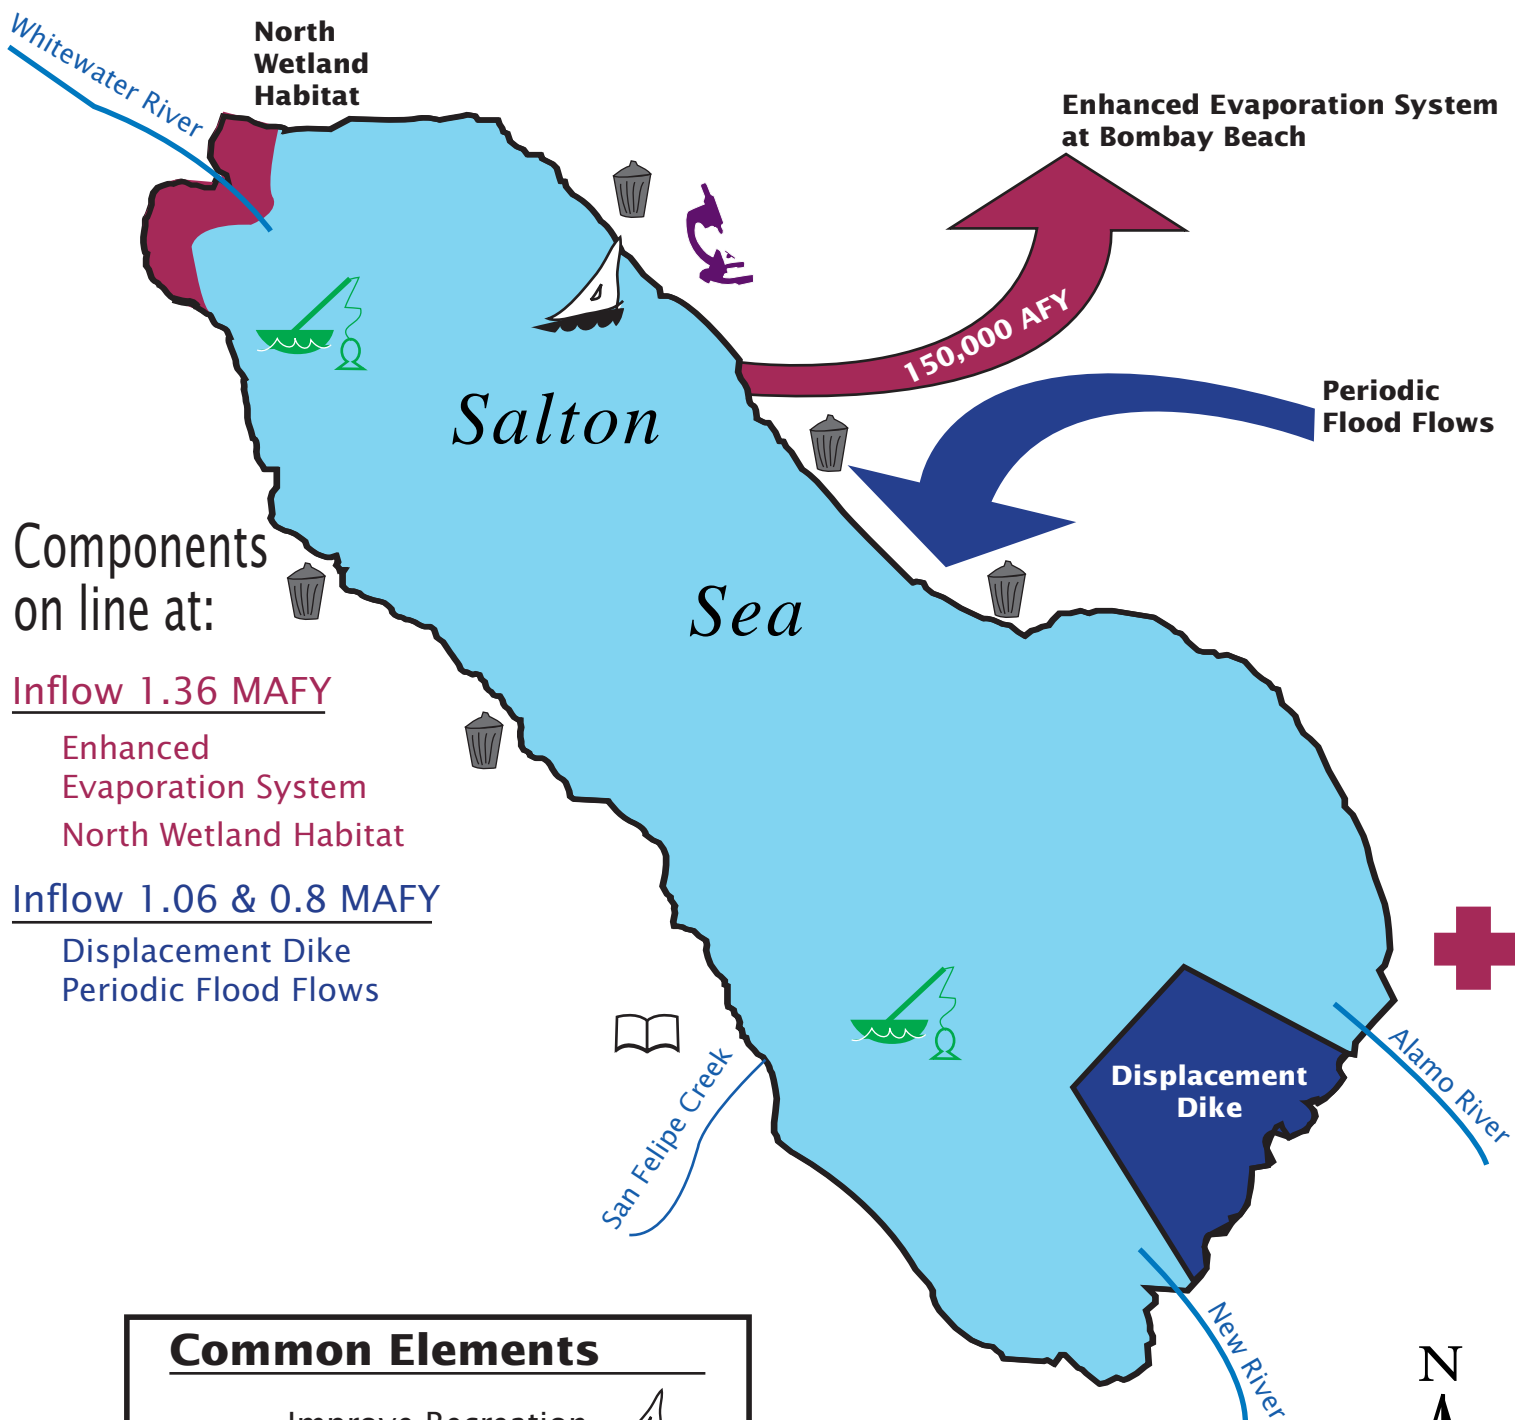 Whitewater River
North
Wetland
Habitat
Enhanced Evaporation System
at Bombay Beach
150,000 AFY
Periodic
Flood Flows
Salton
Sea
Components
on line at:
Inflow 1.36 MAFY
Enhanced
Evaporation System
North Wetland Habitat
Inflow 1.06 & 0.8 MAFY
Displacement Dike
Periodic Flood Flows
San Felipe Creek
Displacement
Dike
Alamo River
New River
Common Elements
Improve Recreation
N